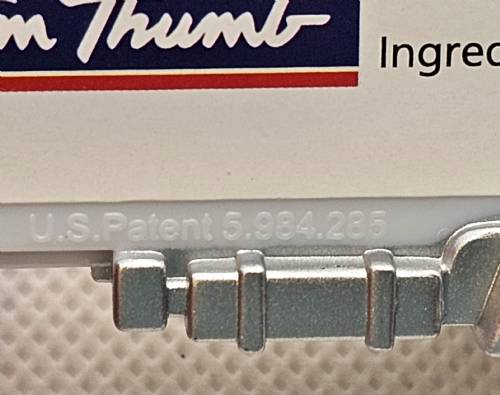 m Thumb
Ingred
U.S.Patent 5.984.285